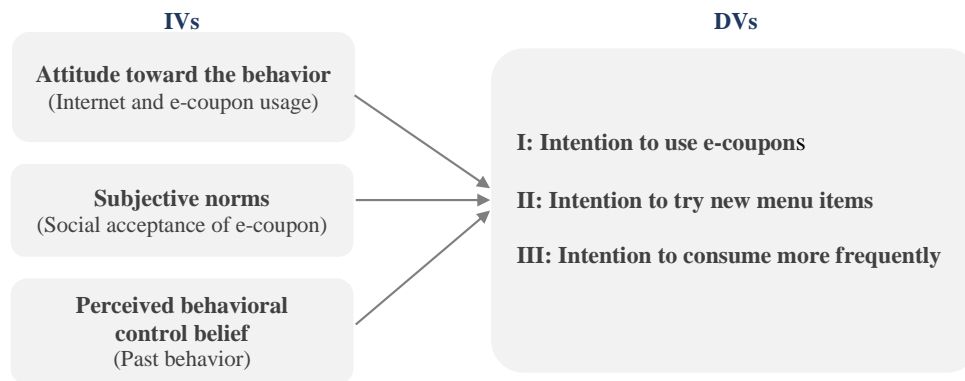 IVs
Attitude toward the behavior
(Internet and e-coupon usage)
Subjective norms
(Social acceptance of e-coupon)
Perceived behavioral
control belief
(Past behavior)
DVs
I: Intention to use e-coupons
II: Intention to try new menu items
III: Intention to consume more frequently